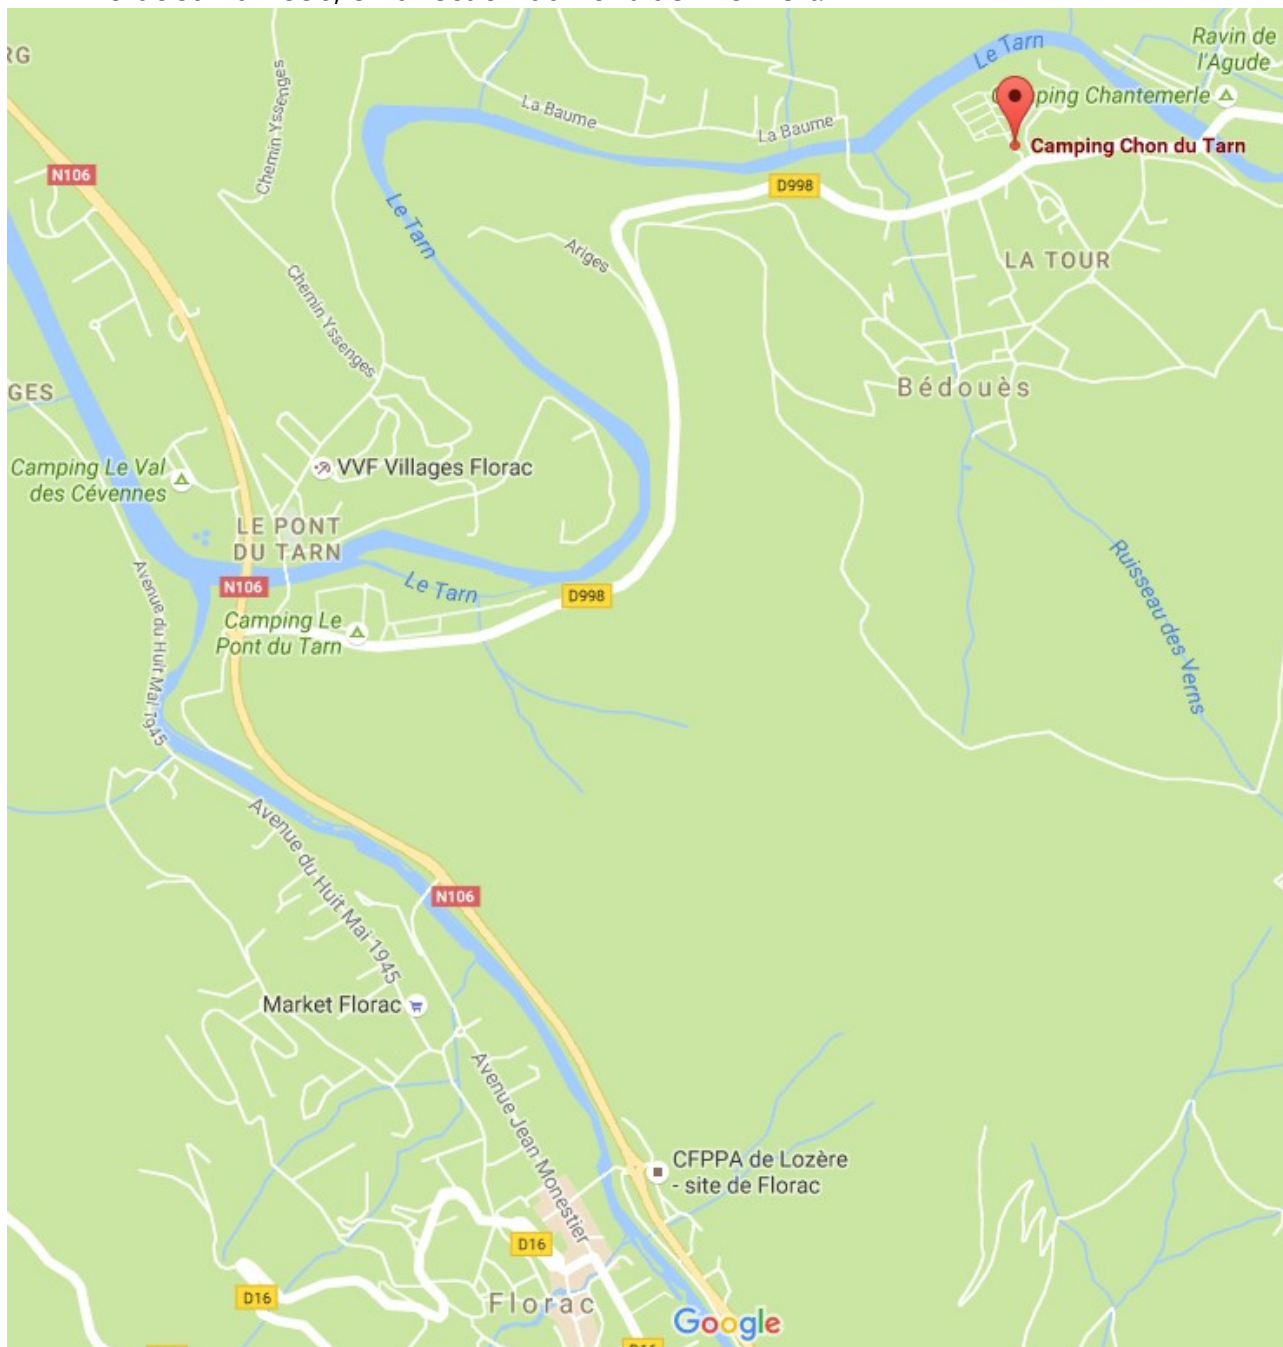 Ravin de
l'Agude
Le Tarn
RG
Chemin Yssenges
La Baume
La Baume
ping Chantemerle
Camping Chon du Tarn
N106
D998
Le Tarn
Ariges
LA TOUR
Chemin Yssenges
GES
Bédouès
Camping Le Val
des Cévennes
VVF Villages Florac
LE PONT
DU TARN
Ruisseau des Verns
Avenue du Huit Mai 1945
N106
Le Tarn
D998
Camping Le
Pont du Tarn
Avenue du Huit Mai 1945
N106
Market Florac
Avenue Jean Monestier
CFPPA de Lozère
- site de Florac
D16
D16
Florac
Google
D16